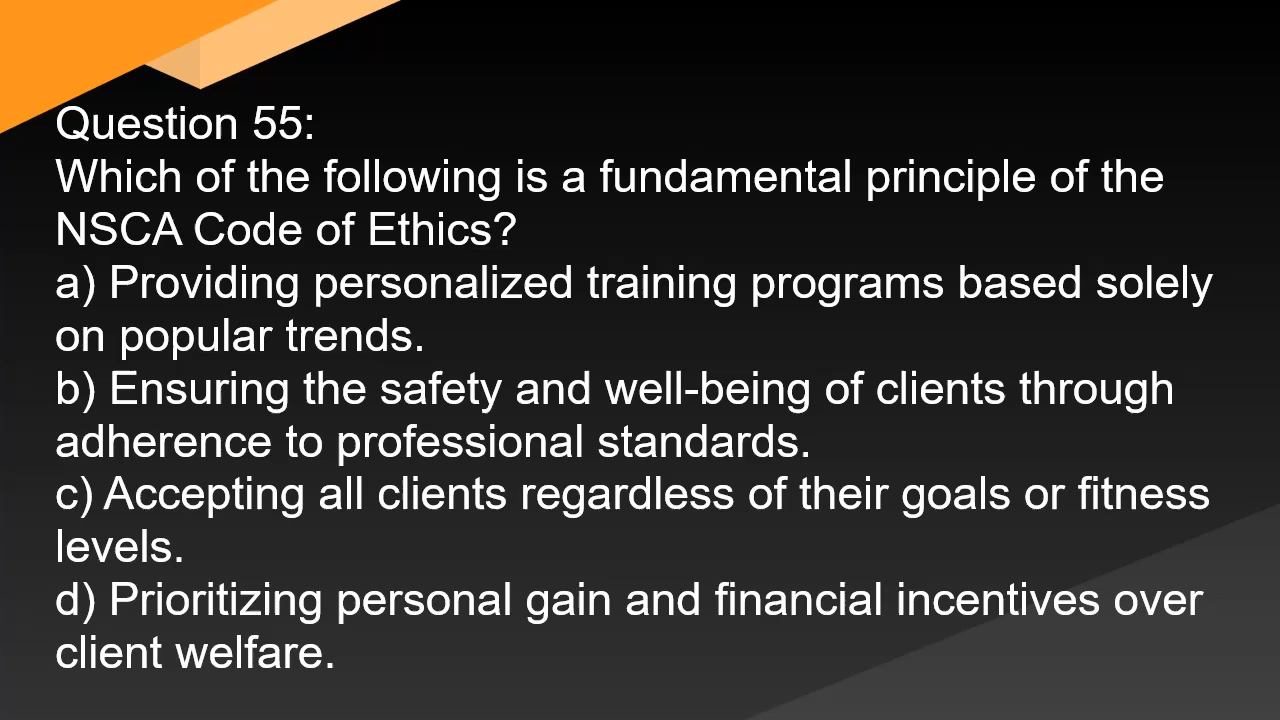 Question 55:
Which of the following is a fundamental principle of the
NSCA Code of Ethics?
a) Providing personalized training programs based solely
on popular trends.
b) Ensuring the safety and well-being of clients through
adherence to professional standards.
c) Accepting all clients regardless of their goals or fitness
levels.
d) Prioritizing personal gain and financial incentives over
client welfare.